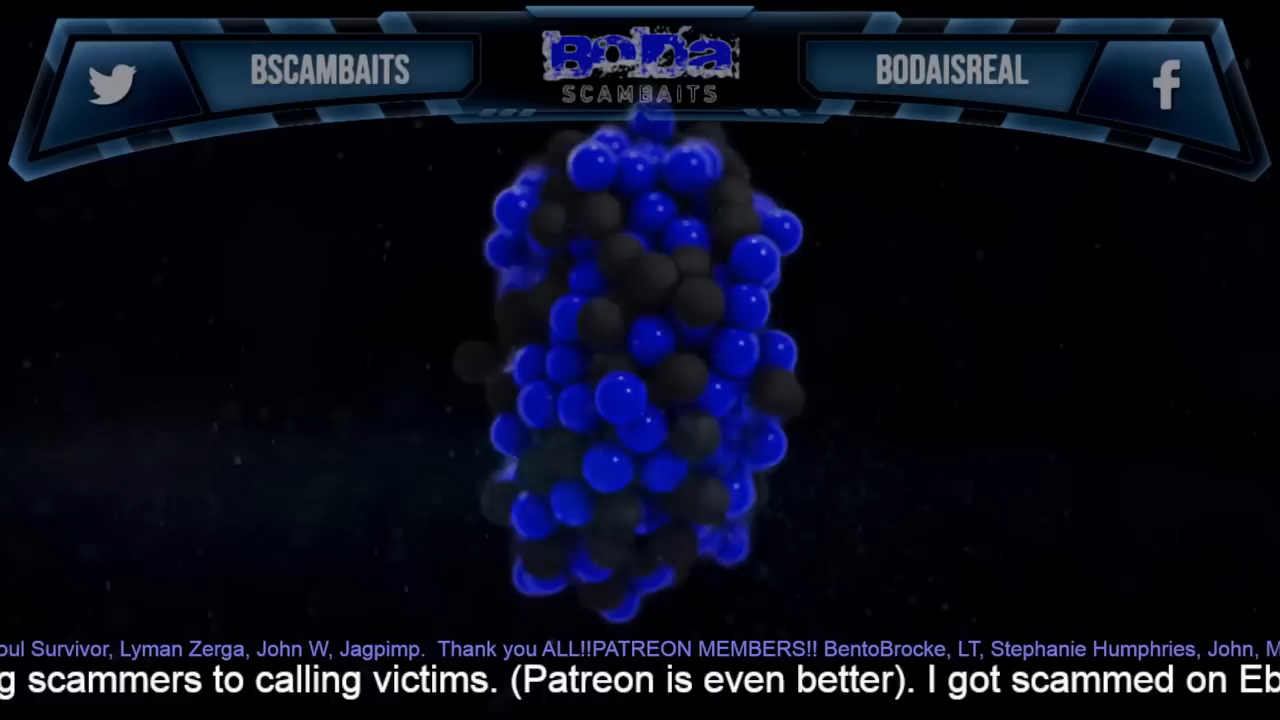 BSCAMBAITS
BoDa
SCAMBAITS
BODAISREAL
oul Survivor, Lyman Zerga, John W, Jagpimp. Thank you ALL!!PATREON MEMBERS!! BentoBrocke, LT, Stephanie Humphries, John, M
g scammers to calling victims. (Patreon is even better). I got scammed on Eb